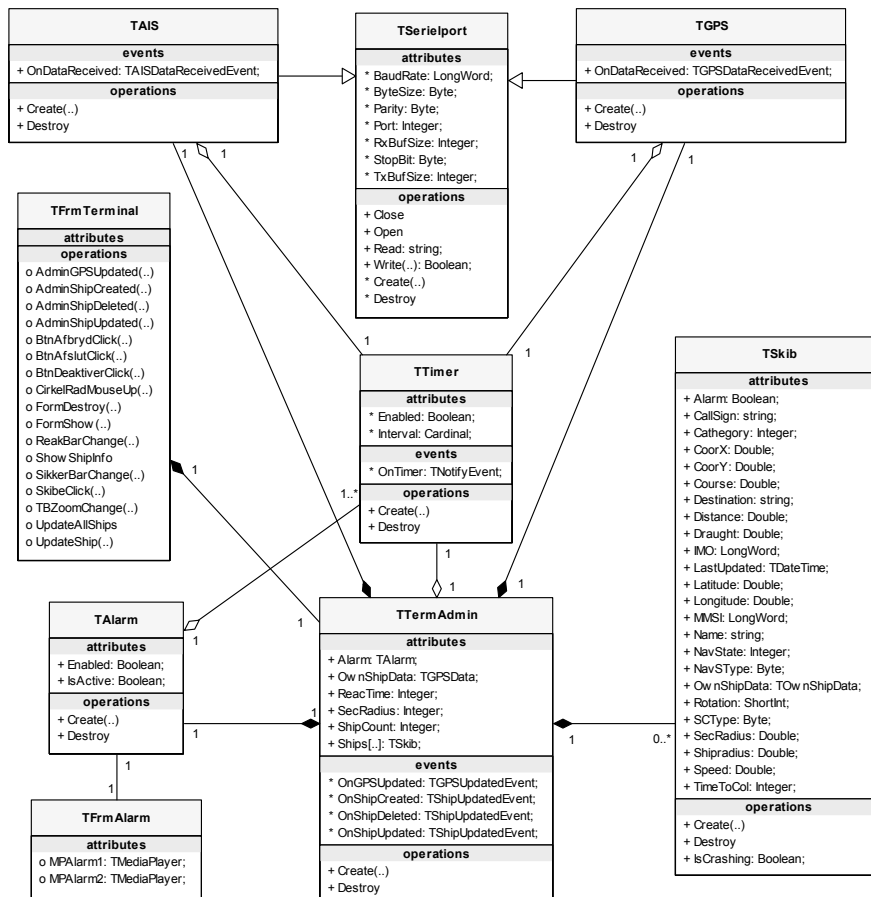 TAIS
events
+ OnDataReceived: TAISDataReceivedEvent;
operations
+ Create(..)
+ Destroy
TSerielport
attributes
* BaudRate: LongWord;
* ByteSize: Byte;
* Parity: Byte;
* Port: Integer;
* RxBufSize: Integer;
* StopBit: Byte;
* TxBufSize: Integer;
operations
+ Close
+ Open
+ Read: string;
+ Write(..): Boolean;
* Create(..)
* Destroy
TGPS
events
+ OnDataReceived: TGPSDataReceivedEvent;
operations
+ Create(..)
+ Destroy
1
1
1
1
TFrmTerminal
attributes
operations
o AdminGPSUpdated(..)
o AdminShipCreated(..)
o AdminShipDeleted(..)
o AdminShipUpdated(..)
o BtnAfbrydClick(..)
o BtnAfslutClick(..)
o BtnDeaktiverClick(..)
o CirkelRadMouseUp(..)
o FormDestroy(..)
o FormShow(..)
o ReakBarChange(..)
o ShowShipInfo
o SikkerBarChange(..)
o SkibeClick(..)
o TBZoomChange(..)
o UpdateAllShips
o UpdateShip(..)
1
1
1
TTimer
attributes
* Enabled: Boolean;
* Interval: Cardinal;
events
* OnTimer: TNotifyEvent;
operations
+ Create(..)
+ Destroy
1..*
1
1
1
TSkib
attributes
+ Alarm: Boolean;
+ CallSign: string;
+ Cathegory: Integer;
+ CoorX: Double;
+ CoorY: Double;
+ Course: Double;
+ Destination: string;
+ Distance: Double;
+ Draught: Double;
+ IMO: LongWord;
+ LastUpdated: TDateTime;
+ Latitude: Double;
+ Longitude: Double;
+ MMSI: LongWord;
+ Name: string;
+ NavState: Integer;
+ NavSType: Byte;
+ OwnShipData: TOwnShipData;
+ Rotation: ShortInt;
+ SCType: Byte;
+ SecRadius: Double;
+ Shipradius: Double;
+ Speed: Double;
+ TimeToCol: Integer;
operations
+ Create(..)
+ Destroy
+ IsCrashing: Boolean;
TAlarm
attributes
+ Enabled: Boolean;
+ IsActive: Boolean;
operations
+ Create(..)
+ Destroy
1
1
1
1
TTermAdmin
attributes
+ Alarm: TAlarm;
+ OwnShipData: TGPSData;
+ ReacTime: Integer;
+ SecRadius: Integer;
+ ShipCount: Integer;
+ Ships[..]: TSkib;
events
* OnGPSUpdated: TGPSUpdatedEvent;
* OnShipCreated: TShipUpdatedEvent;
* OnShipDeleted: TShipUpdatedEvent;
* OnShipUpdated: TShipUpdatedEvent;
operations
+ Create(..)
+ Destroy
1
0..*
1
1
TFrmAlarm
attributes
o MPAlarm1: TMediaPlayer;
o MPAlarm2: TMediaPlayer;